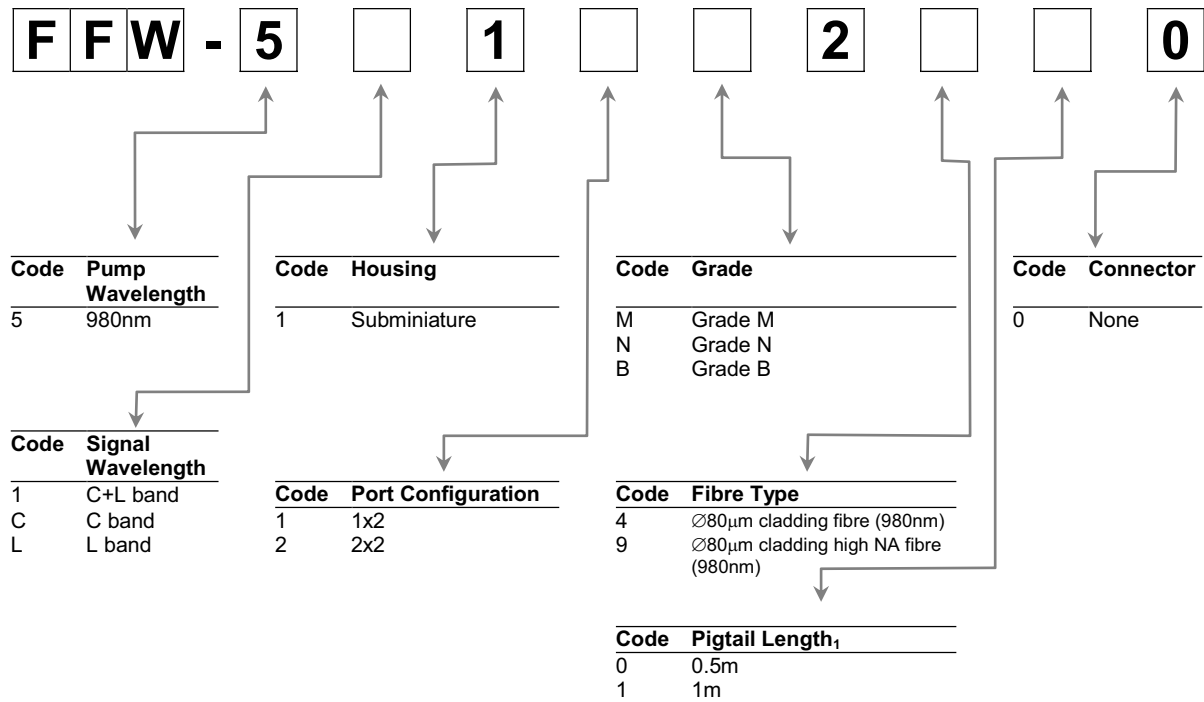 FFW - 5 1 2 0
Code Pump Wavelength
5 980nm
Code Housing
1 Subminiature
Code Grade
M Grade M
N Grade N
B Grade B
Code Connector
0 None
Code Signal Wavelength
1 C+L band
C C band
L L band
Code Port Configuration
1 1x2
2 2x2
Code Fibre Type
4 ∅80μm cladding fibre (980nm)
9 ∅80μm cladding high NA fibre
(980nm)
Code Pigtail Length₁
0 0.5m
1 1m